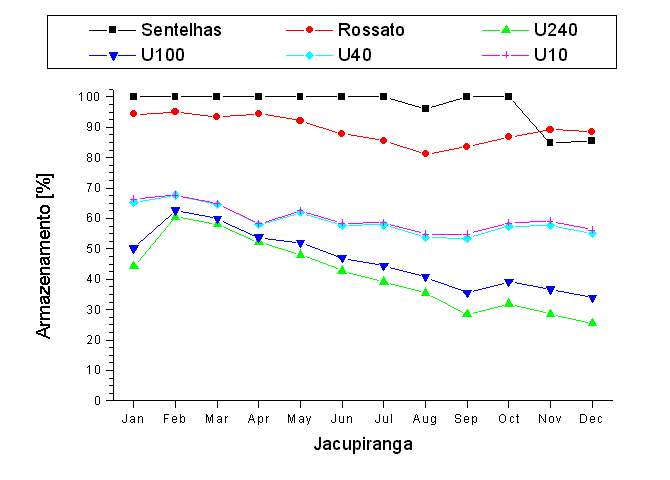 Sentelhas Rossato U240
U100 U40 U10
100
90
80
70
60
50
40
30
20
10
0
Armazenamento [%]
Jan Feb Mar Apr May Jun Jul Aug Sep Oct Nov Dec
Jacupiranga